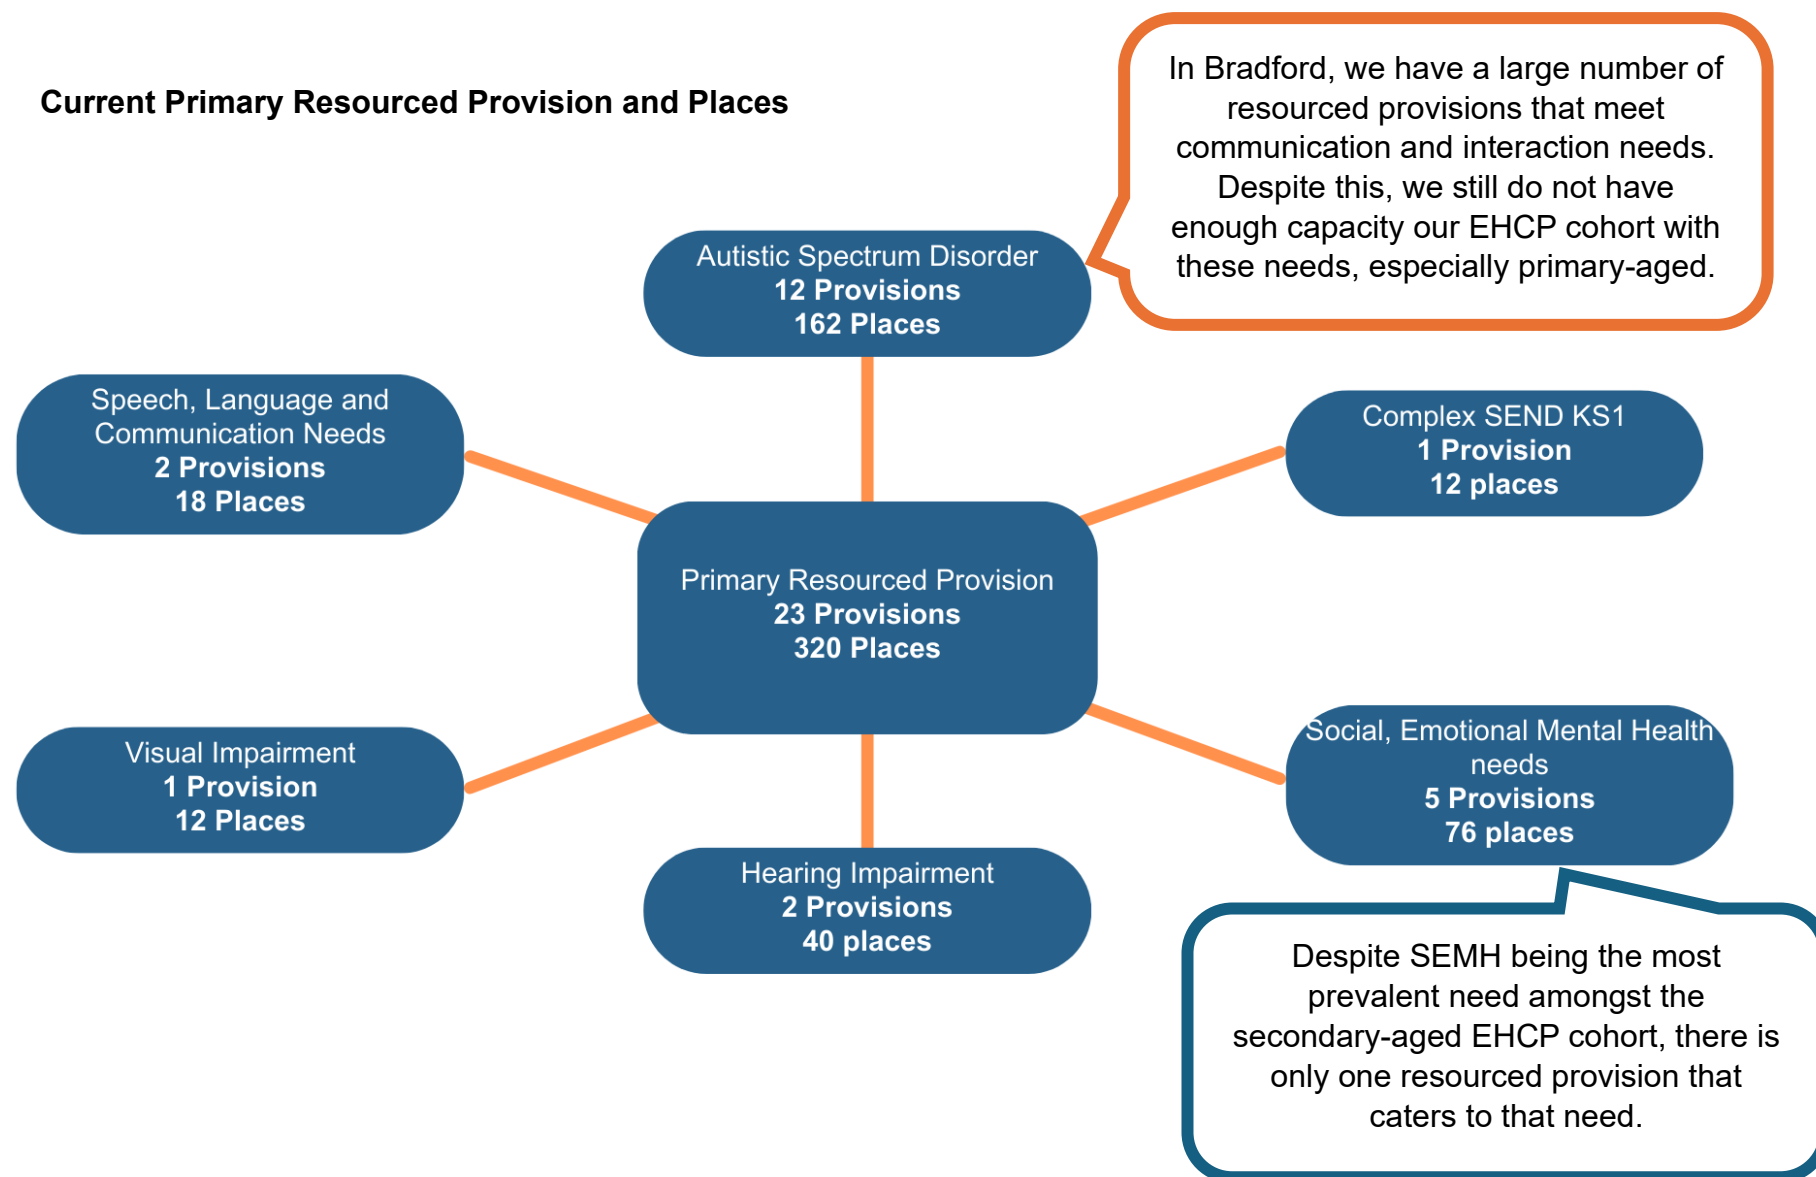 Current Primary Resourced Provision and Places
In Bradford, we have a large number of
resourced provisions that meet
communication and interaction needs.
Despite this, we still do not have
enough capacity our EHCP cohort with
these needs, especially primary-aged.
Autistic Spectrum Disorder
12 Provisions
162 Places
Speech, Language and
Communication Needs
2 Provisions
18 Places
Complex SEND KS1
1 Provision
12 places
Primary Resourced Provision
23 Provisions
320 Places
Visual Impairment
1 Provision
12 Places
Social, Emotional Mental Health
needs
5 Provisions
76 places
Hearing Impairment
2 Provisions
40 places
Despite SEMH being the most
prevalent need amongst the
secondary-aged EHCP cohort, there is
only one resourced provision that
caters to that need.